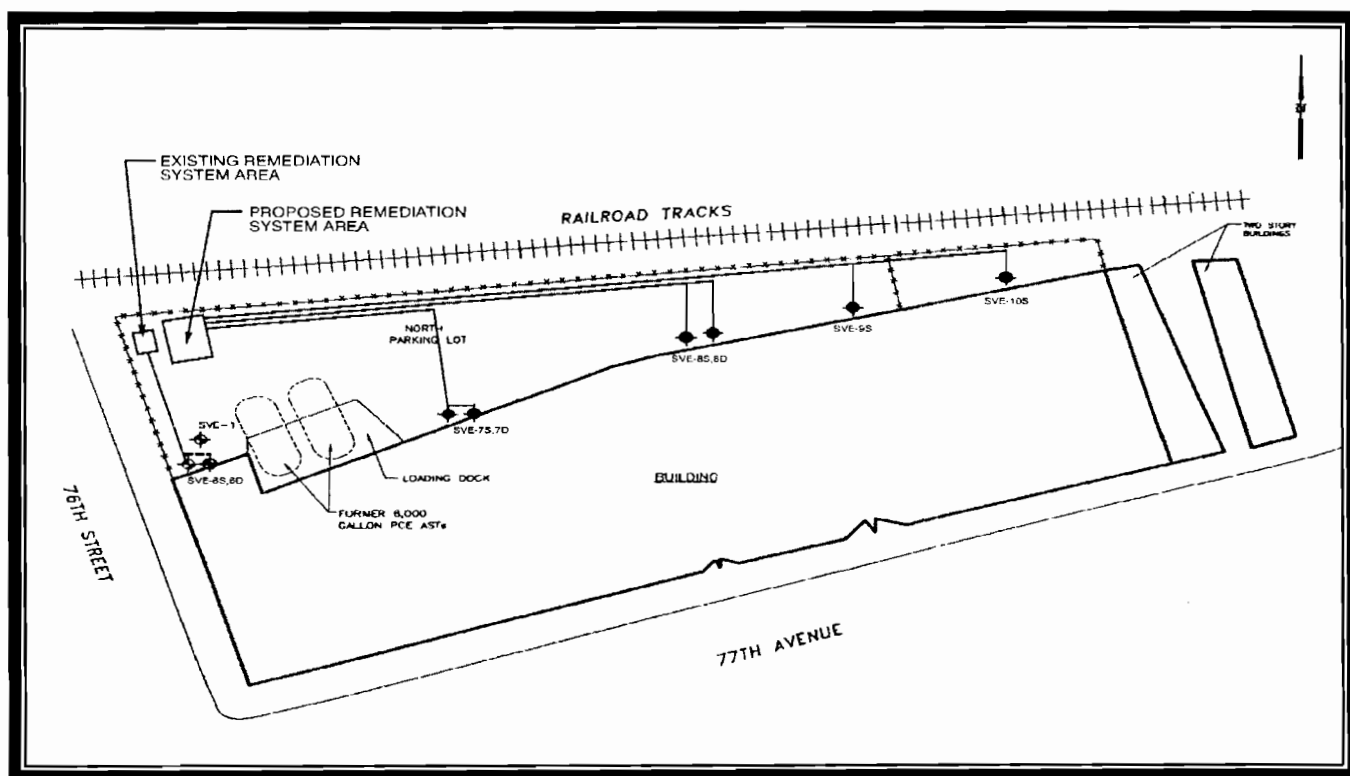 EXISTING REMEDIATION
SYSTEM AREA
PROPOSED REMEDIATION
SYSTEM AREA
RAILROAD TRACKS
TWO STORY
BUILDINGS
NORTH
PARKING LOT
SVE-10S
SVE-9S
SVE-8S,8D
SVE-1
SVE-7S,7D
SVE-6S,6D
LOADING DOCK
BUILDING
FORMER 6,000
GALLON PCE ASTs
76TH STREET
77TH AVENUE
N